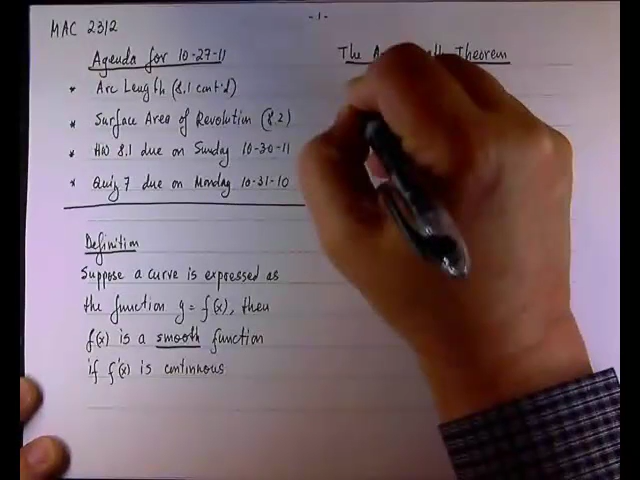 MAC 2312
- 1 -
Agenda for 10-27-11
* Arc Length (8.1 cont'd)
* Surface Area of Revolution (8.2)
* HW 8.1 due on Sunday 10-30-11
* Quiz 7 due on Monday 10-31-10
Definition
Suppose a curve is expressed as
the function y = f(x), then
f(x) is a smooth function
if f'(x) is continuous
The Theorem